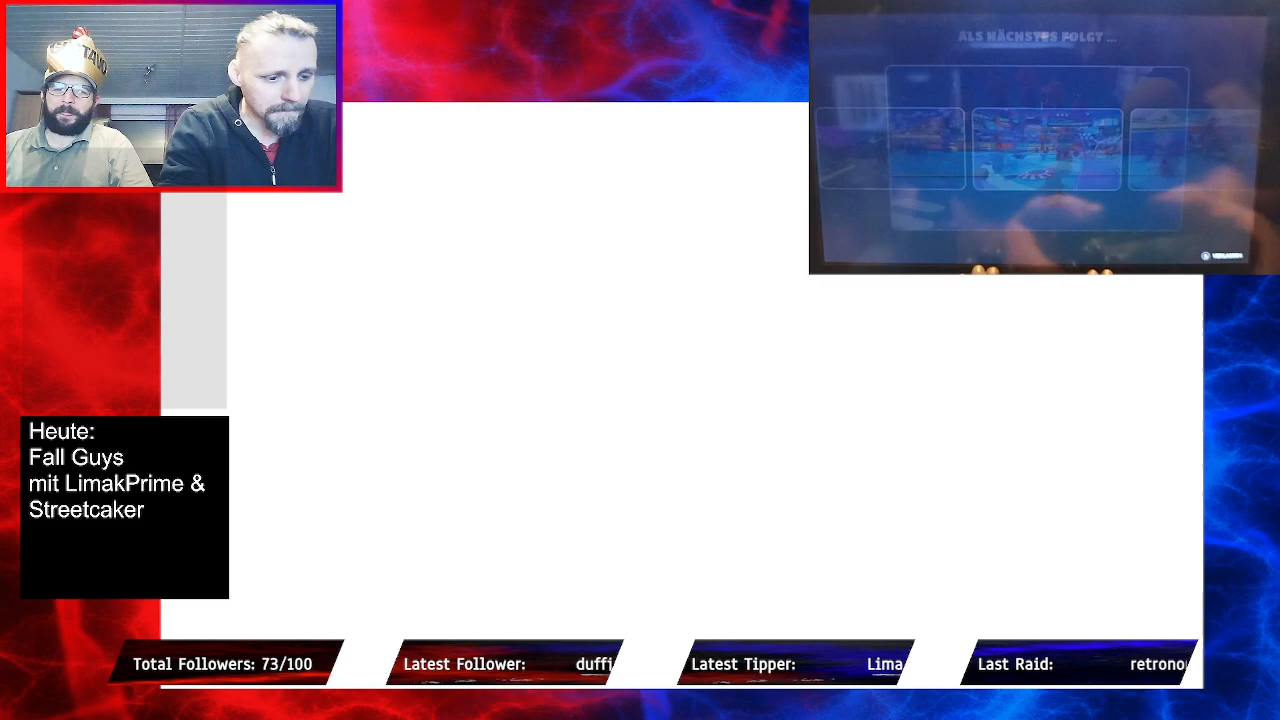 ALS NÄCHSTES FOLGT ...
VERLASSEN
Heute:
Fall Guys
mit LimakPrime &
Streetcaker
Total Followers: 73/100
Latest Follower: duffi
Latest Tipper: Lima
Last Raid: retrono